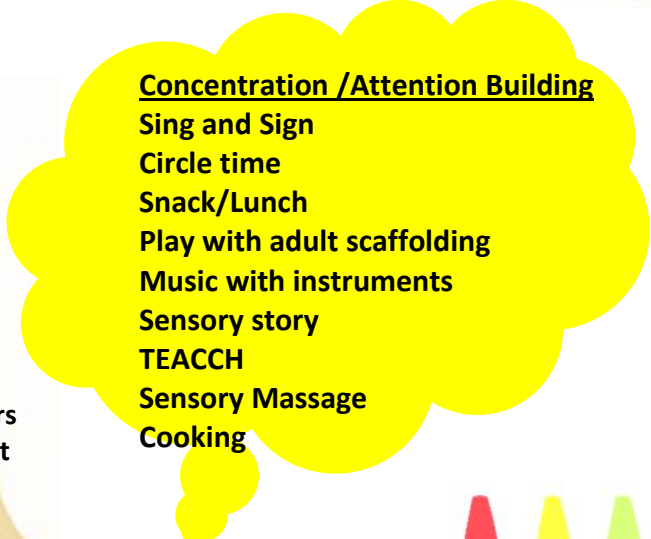 Concentration /Attention Building
Sing and Sign
Circle time
Snack/Lunch
Play with adult scaffolding
Music with instruments
Sensory story
TEACCH
Sensory Massage
Cooking
rs
t